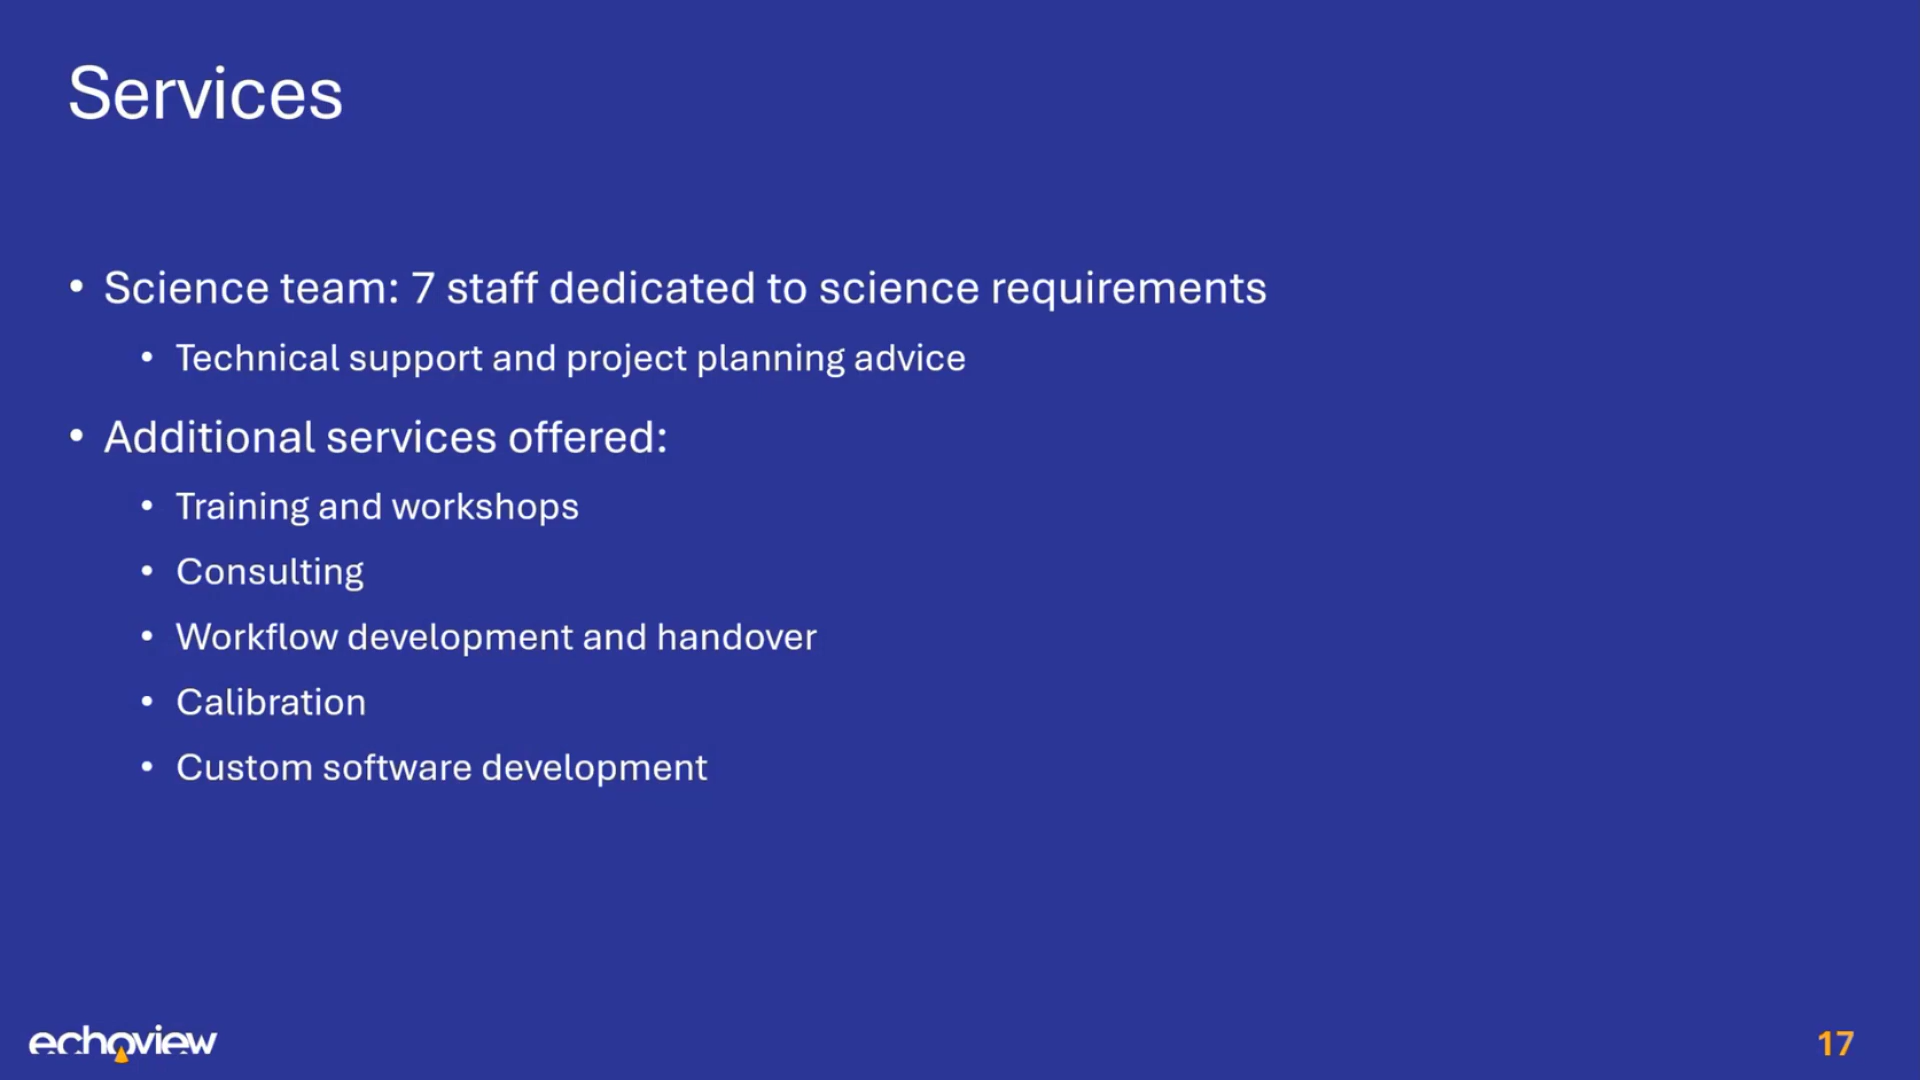 Services
• Science team: 7 staff dedicated to science requirements
• Technical support and project planning advice
• Additional services offered:
• Training and workshops
• Consulting
• Workflow development and handover
• Calibration
• Custom software development
echoview
17